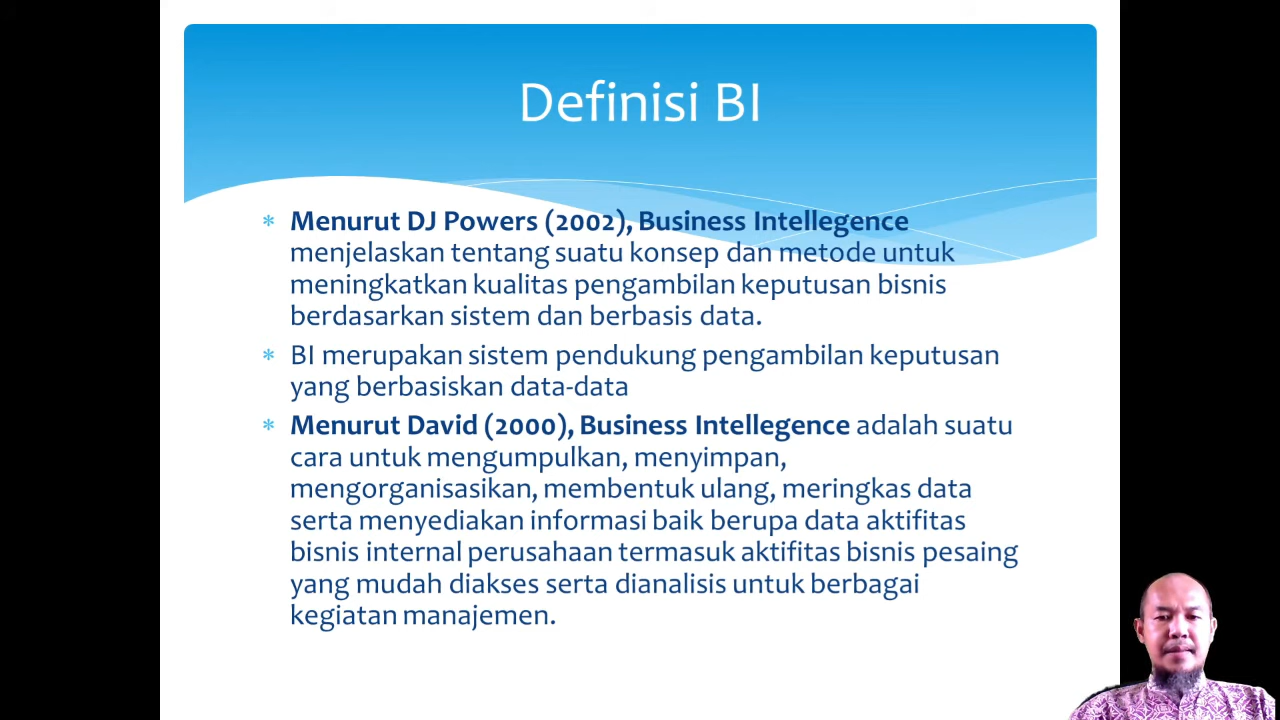 Definisi BI
* Menurut DJ Powers (2002), Business Intellegence
menjelaskan tentang suatu konsep dan metode untuk
meningkatkan kualitas pengambilan keputusan bisnis
berdasarkan sistem dan berbasis data.
* BI merupakan sistem pendukung pengambilan keputusan
yang berbasiskan data-data
* Menurut David (2000), Business Intellegence adalah suatu
cara untuk mengumpulkan, menyimpan,
mengorganisasikan, membentuk ulang, meringkas data
serta menyediakan informasi baik berupa data aktifitas
bisnis internal perusahaan termasuk aktifitas bisnis pesaing
yang mudah diakses serta dianalisis untuk berbagai
kegiatan manajemen.